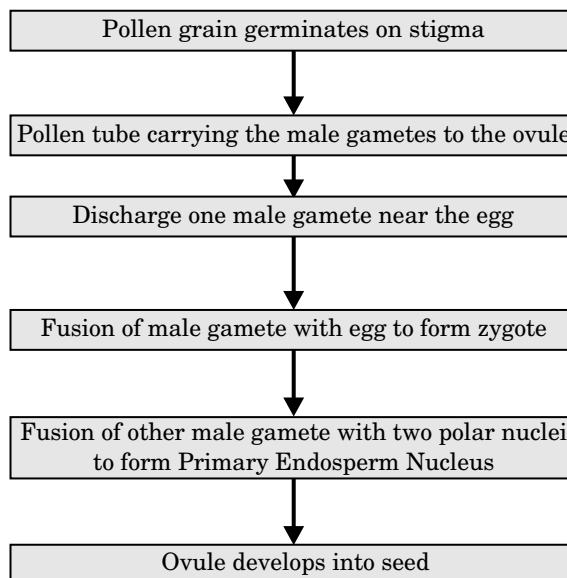 Pollen grain germinates on stigma
Pollen tube carrying the male gametes to the ovule
Discharge one male gamete near the egg
Fusion of male gamete with egg to form zygote
Fusion of other male gamete with two polar nuclei
to form Primary Endosperm Nucleus
Ovule develops into seed